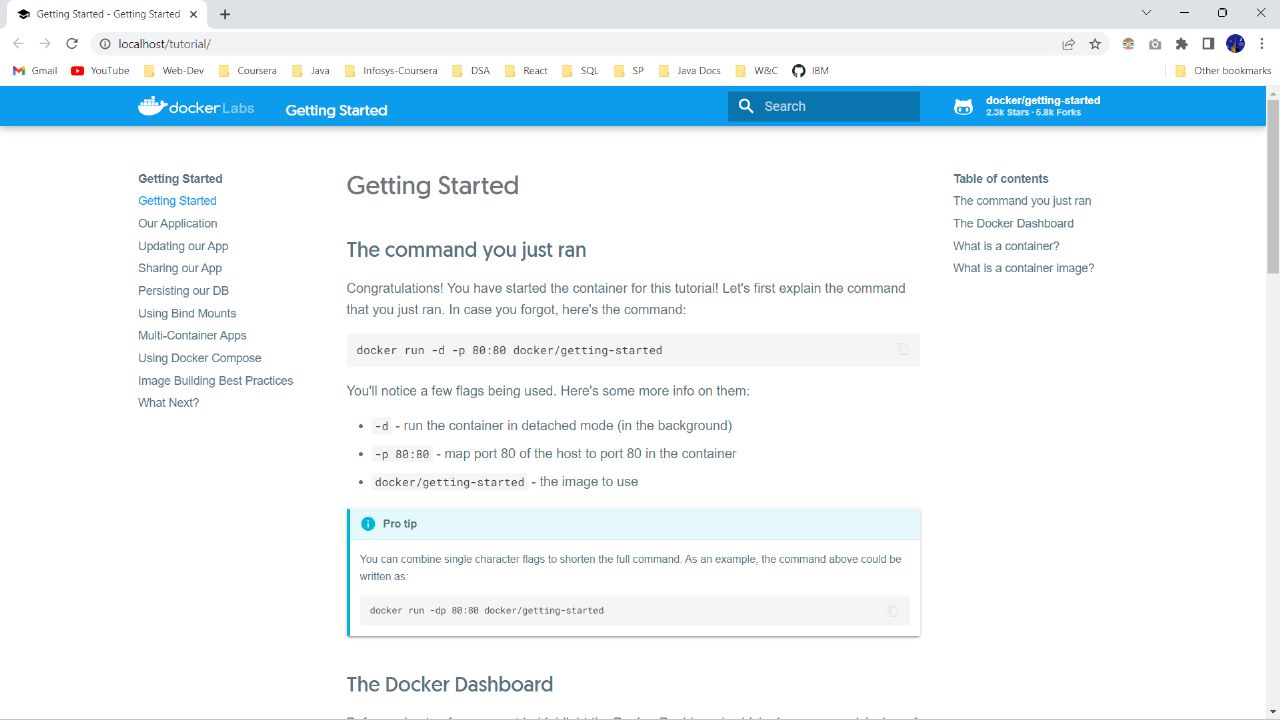 Getting Started - Getting Started
localhost/tutorial/
Gmail
YouTube
Web-Dev
Coursera
Java
Infosys-Coursera
DSA
React
SQL
SP
Java Docs
W&C
IBM
Other bookmarks
dockerLabs
Getting Started
Search
docker/getting-started
2.3k Stars · 5.8k Forks
Getting Started
Getting Started
Our Application
Updating our App
Sharing our App
Persisting our DB
Using Bind Mounts
Multi-Container Apps
Using Docker Compose
Image Building Best Practices
What Next?
Getting Started
The command you just ran
Congratulations! You have started the container for this tutorial! Let's first explain the command
that you just ran. In case you forgot, here's the command:
docker run -d -p 80:80 docker/getting-started
You'll notice a few flags being used. Here's some more info on them:
• -d - run the container in detached mode (in the background)
• -p 80:80 - map port 80 of the host to port 80 in the container
• docker/getting-started - the image to use
Pro tip
You can combine single character flags to shorten the full command. As an example, the command above could be
written as:
docker run -dp 80:80 docker/getting-started
The Docker Dashboard
Table of contents
The command you just ran
The Docker Dashboard
What is a container?
What is a container image?